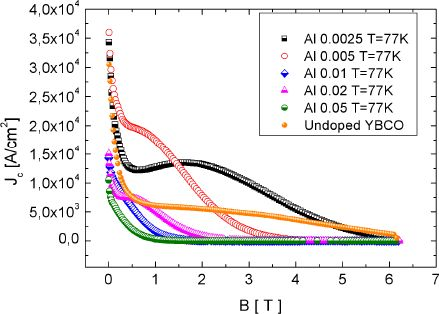 4,0x10⁴
3,5x10⁴
3,0x10⁴
2,5x10⁴
2,0x10⁴
1,5x10⁴
1,0x10⁴
5,0x10³
0,0
J_c [A/cm²]
Al 0.0025 T=77K
Al 0.005 T=77K
Al 0.01 T=77K
Al 0.02 T=77K
Al 0.05 T=77K
Undoped YBCO
0 1 2 3 4 5 6 7
B [ T ]